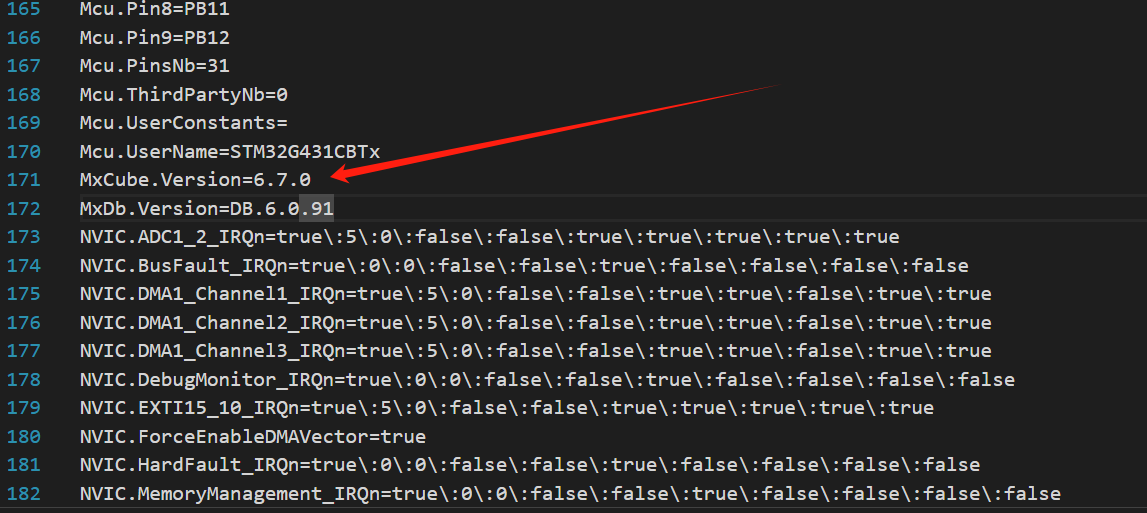 165 Mcu.Pin8=PB11
166 Mcu.Pin9=PB12
167 Mcu.PinsNb=31
168 Mcu.ThirdPartyNb=0
169 Mcu.UserConstants=
170 Mcu.UserName=STM32G431CBTx
171 MxCube.Version=6.7.0
172 MxDb.Version=DB.6.0.91
173 NVIC.ADC1_2_IRQn=true\:5\:0\:false\:false\:true\:true\:true\:true\:true
174 NVIC.BusFault_IRQn=true\:0\:0\:false\:false\:true\:false\:false\:false\:false
175 NVIC.DMA1_Channel1_IRQn=true\:5\:0\:false\:false\:true\:true\:false\:true\:true
176 NVIC.DMA1_Channel2_IRQn=true\:5\:0\:false\:false\:true\:true\:false\:true\:true
177 NVIC.DMA1_Channel3_IRQn=true\:5\:0\:false\:false\:true\:true\:false\:true\:true
178 NVIC.DebugMonitor_IRQn=true\:0\:0\:false\:false\:true\:false\:false\:false\:false
179 NVIC.EXTI15_10_IRQn=true\:5\:0\:false\:false\:true\:true\:true\:true\:true
180 NVIC.ForceEnableDMAVector=true
181 NVIC.HardFault_IRQn=true\:0\:0\:false\:false\:true\:false\:false\:false\:false
182 NVIC.MemoryManagement_IRQn=true\:0\:0\:false\:false\:true\:false\:false\:false\:false